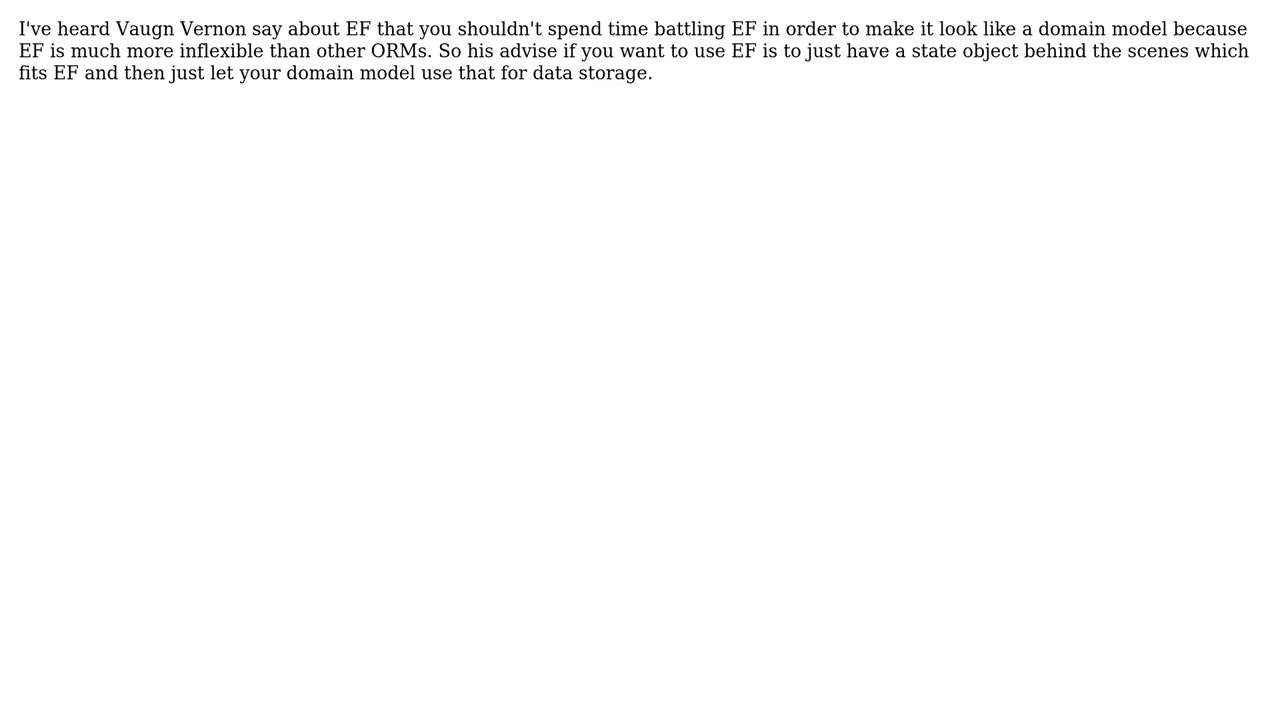 I've heard Vaugn Vernon say about EF that you shouldn't spend time battling EF in order to make it look like a domain model because
EF is much more inflexible than other ORMs. So his advise if you want to use EF is to just have a state object behind the scenes which
fits EF and then just let your domain model use that for data storage.